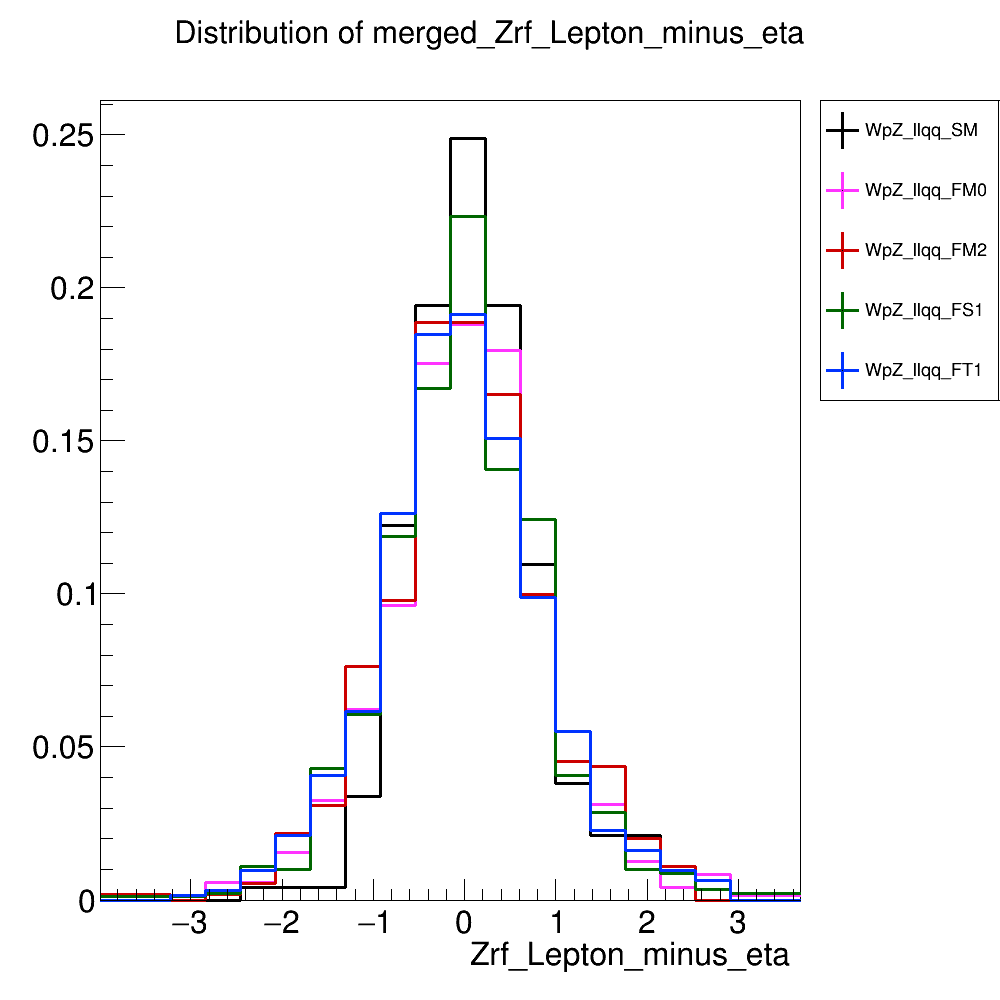 Distribution of merged_Zrf_Lepton_minus_eta
0.25
0.2
0.15
0.1
0.05
0
−3 −2 −1 0 1 2 3
Zrf_Lepton_minus_eta
WpZ_llqq_SM
WpZ_llqq_FM0
WpZ_llqq_FM2
WpZ_llqq_FS1
WpZ_llqq_FT1